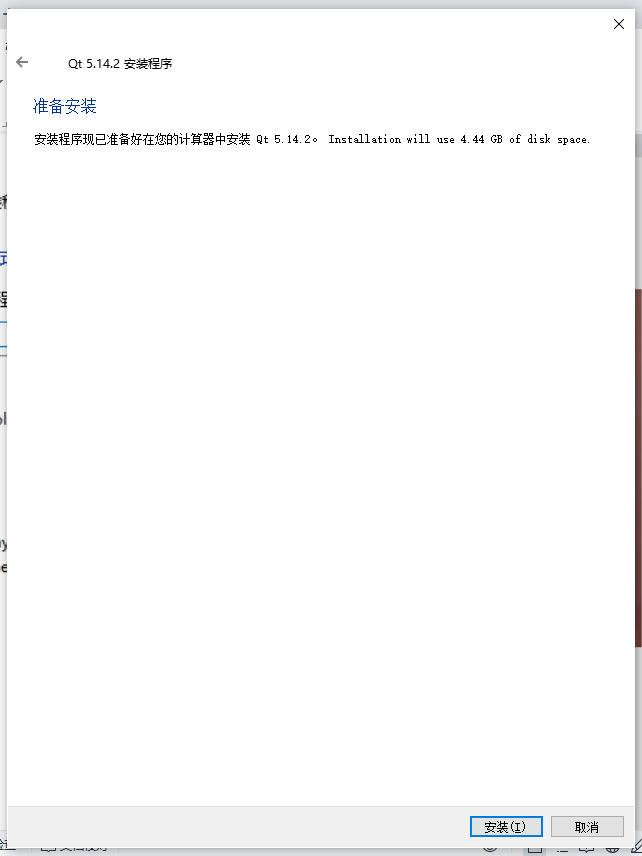 Qt 5.14.2 安装程序
准备安装
安装程序现已准备好在您的计算器中安装 Qt 5.14.2。 Installation will use 4.44 GB of disk space.
安装(I)
取消